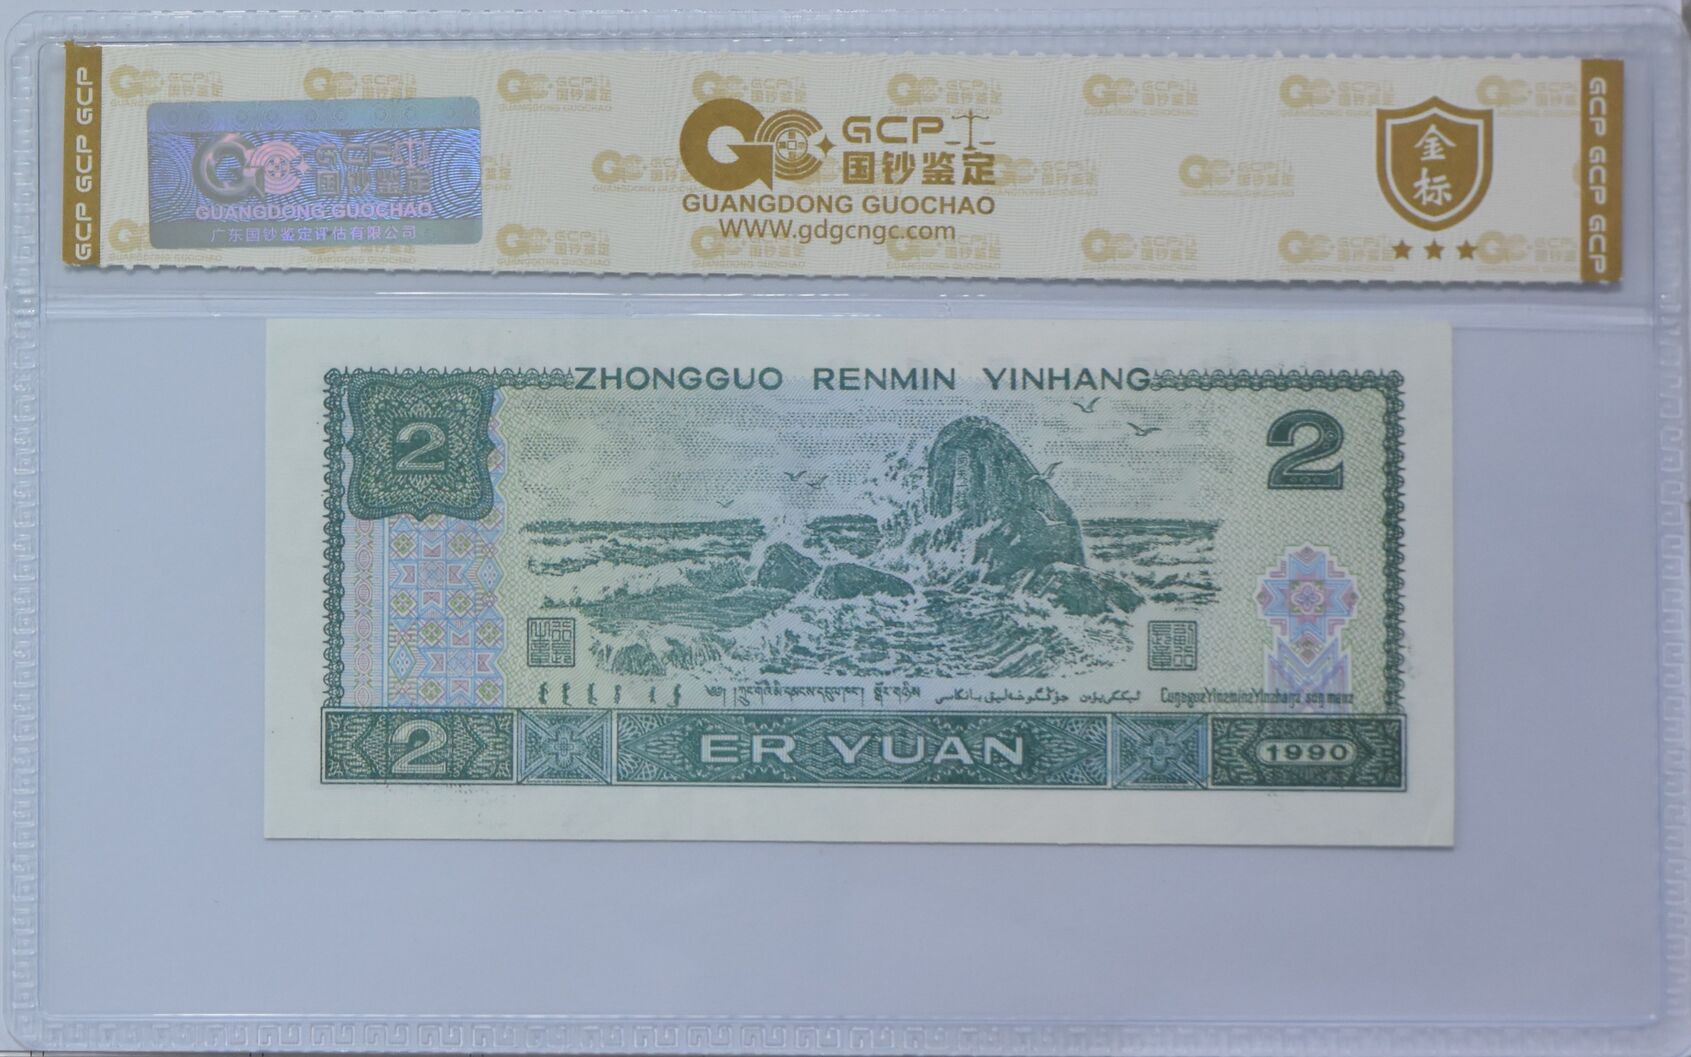 GCP GCP GCP
GCP
国钞鉴定
GUANGDONG GUOCHAO
广东国钞鉴定评估有限公司
GCP
国钞鉴定
GUANGDONG GUOCHAO
www.gdgcngc.com
金标
GCP GCP GCP
ZHONGGUO RENMIN YINHANG
2
2
2 ER YUAN 1990